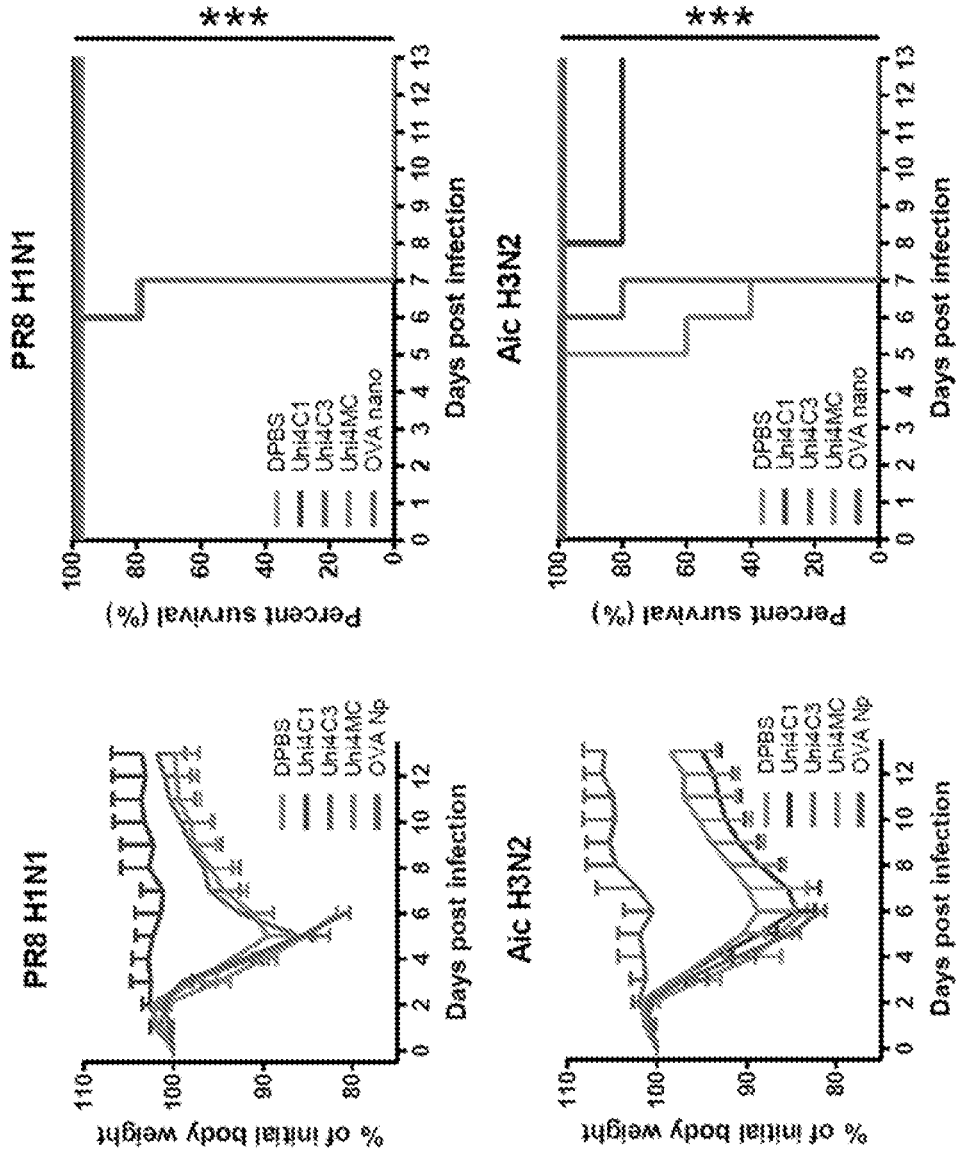 PR8 H1N1
% of initial body weight
110
100
90
80
0 2 4 6 8 10 12
Days post infection
DPBS
Uni4C1
Uni4C3
Uni4MC
OVA Np
PR8 H1N1
Percent survival (%)
100
80
60
40
20
0
0 1 2 3 4 5 6 7 8 9 10 11 12 13
Days post infection
DPBS
Uni4C1
Uni4C3
Uni4MC
OVA nano
***
Aic H3N2
% of initial body weight
110
100
90
80
0 2 4 6 8 10 12
Days post infection
DPBS
Uni4C1
Uni4C3
Uni4MC
OVA Np
Aic H3N2
Percent survival (%)
100
80
60
40
20
0
0 1 2 3 4 5 6 7 8 9 10 11 12 13
Days post infection
DPBS
Uni4C1
Uni4C3
Uni4MC
OVA nano
***